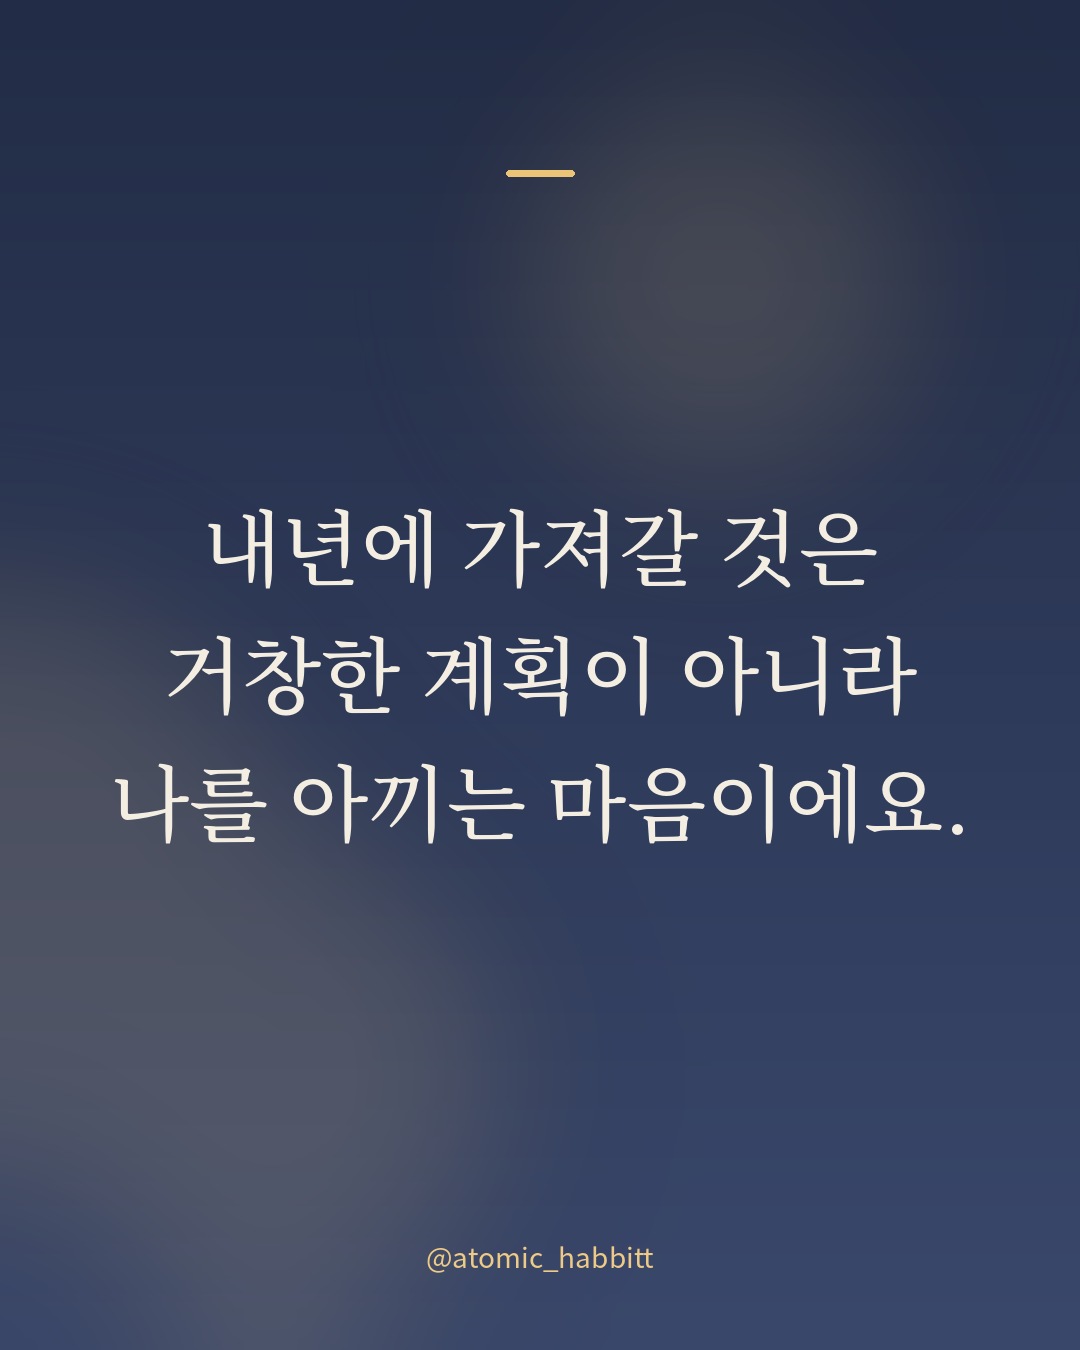 내년에 가져갈 것은
거창한 계획이 아니라
나를 아끼는 마음이에요.
@atomic_habbitt